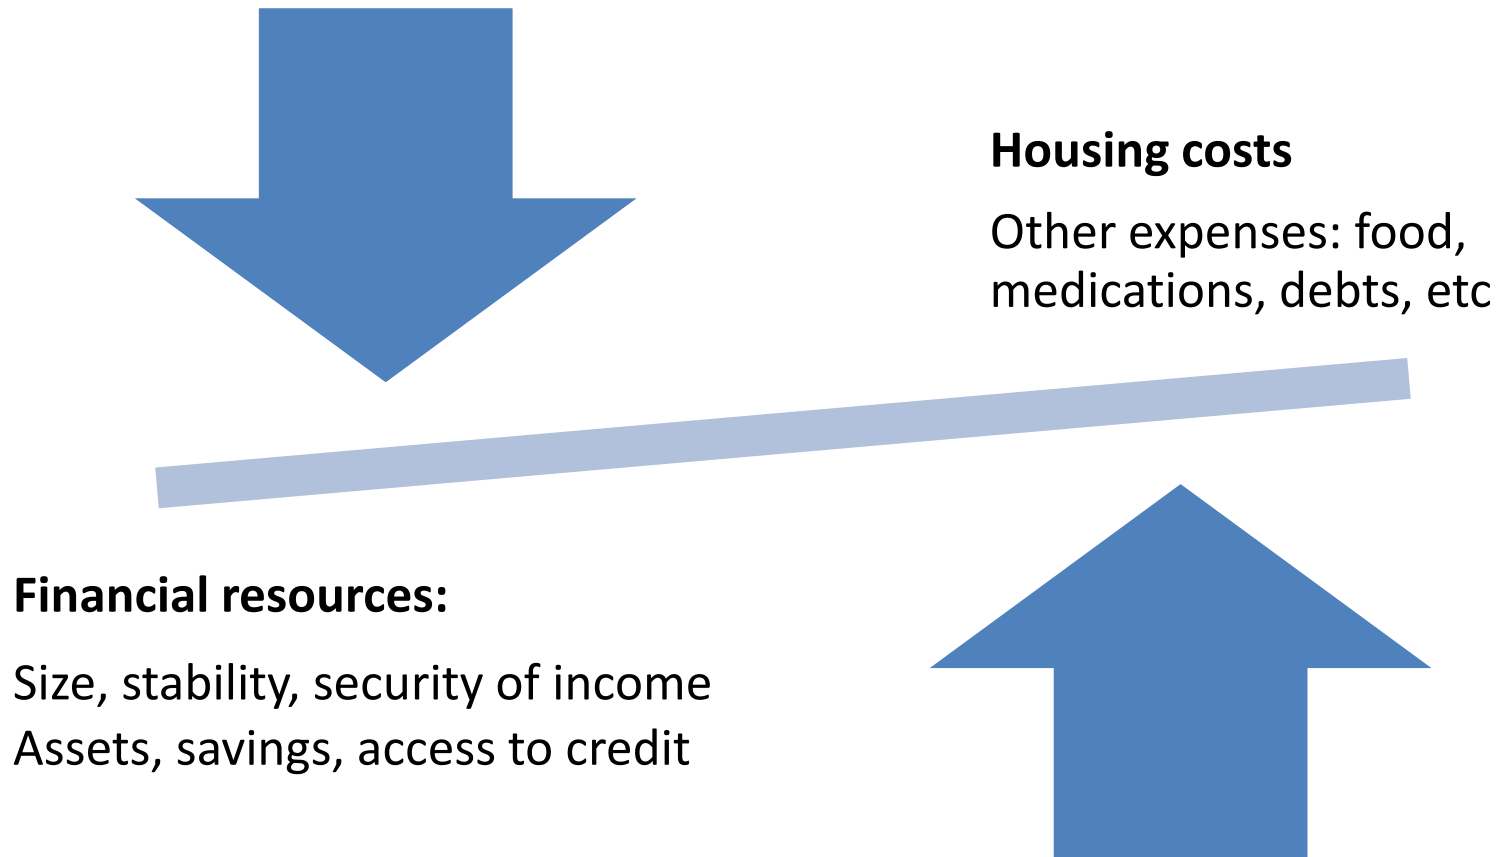 Housing costs
Other expenses: food,
medications, debts, etc
Financial resources:
Size, stability, security of income
Assets, savings, access to credit